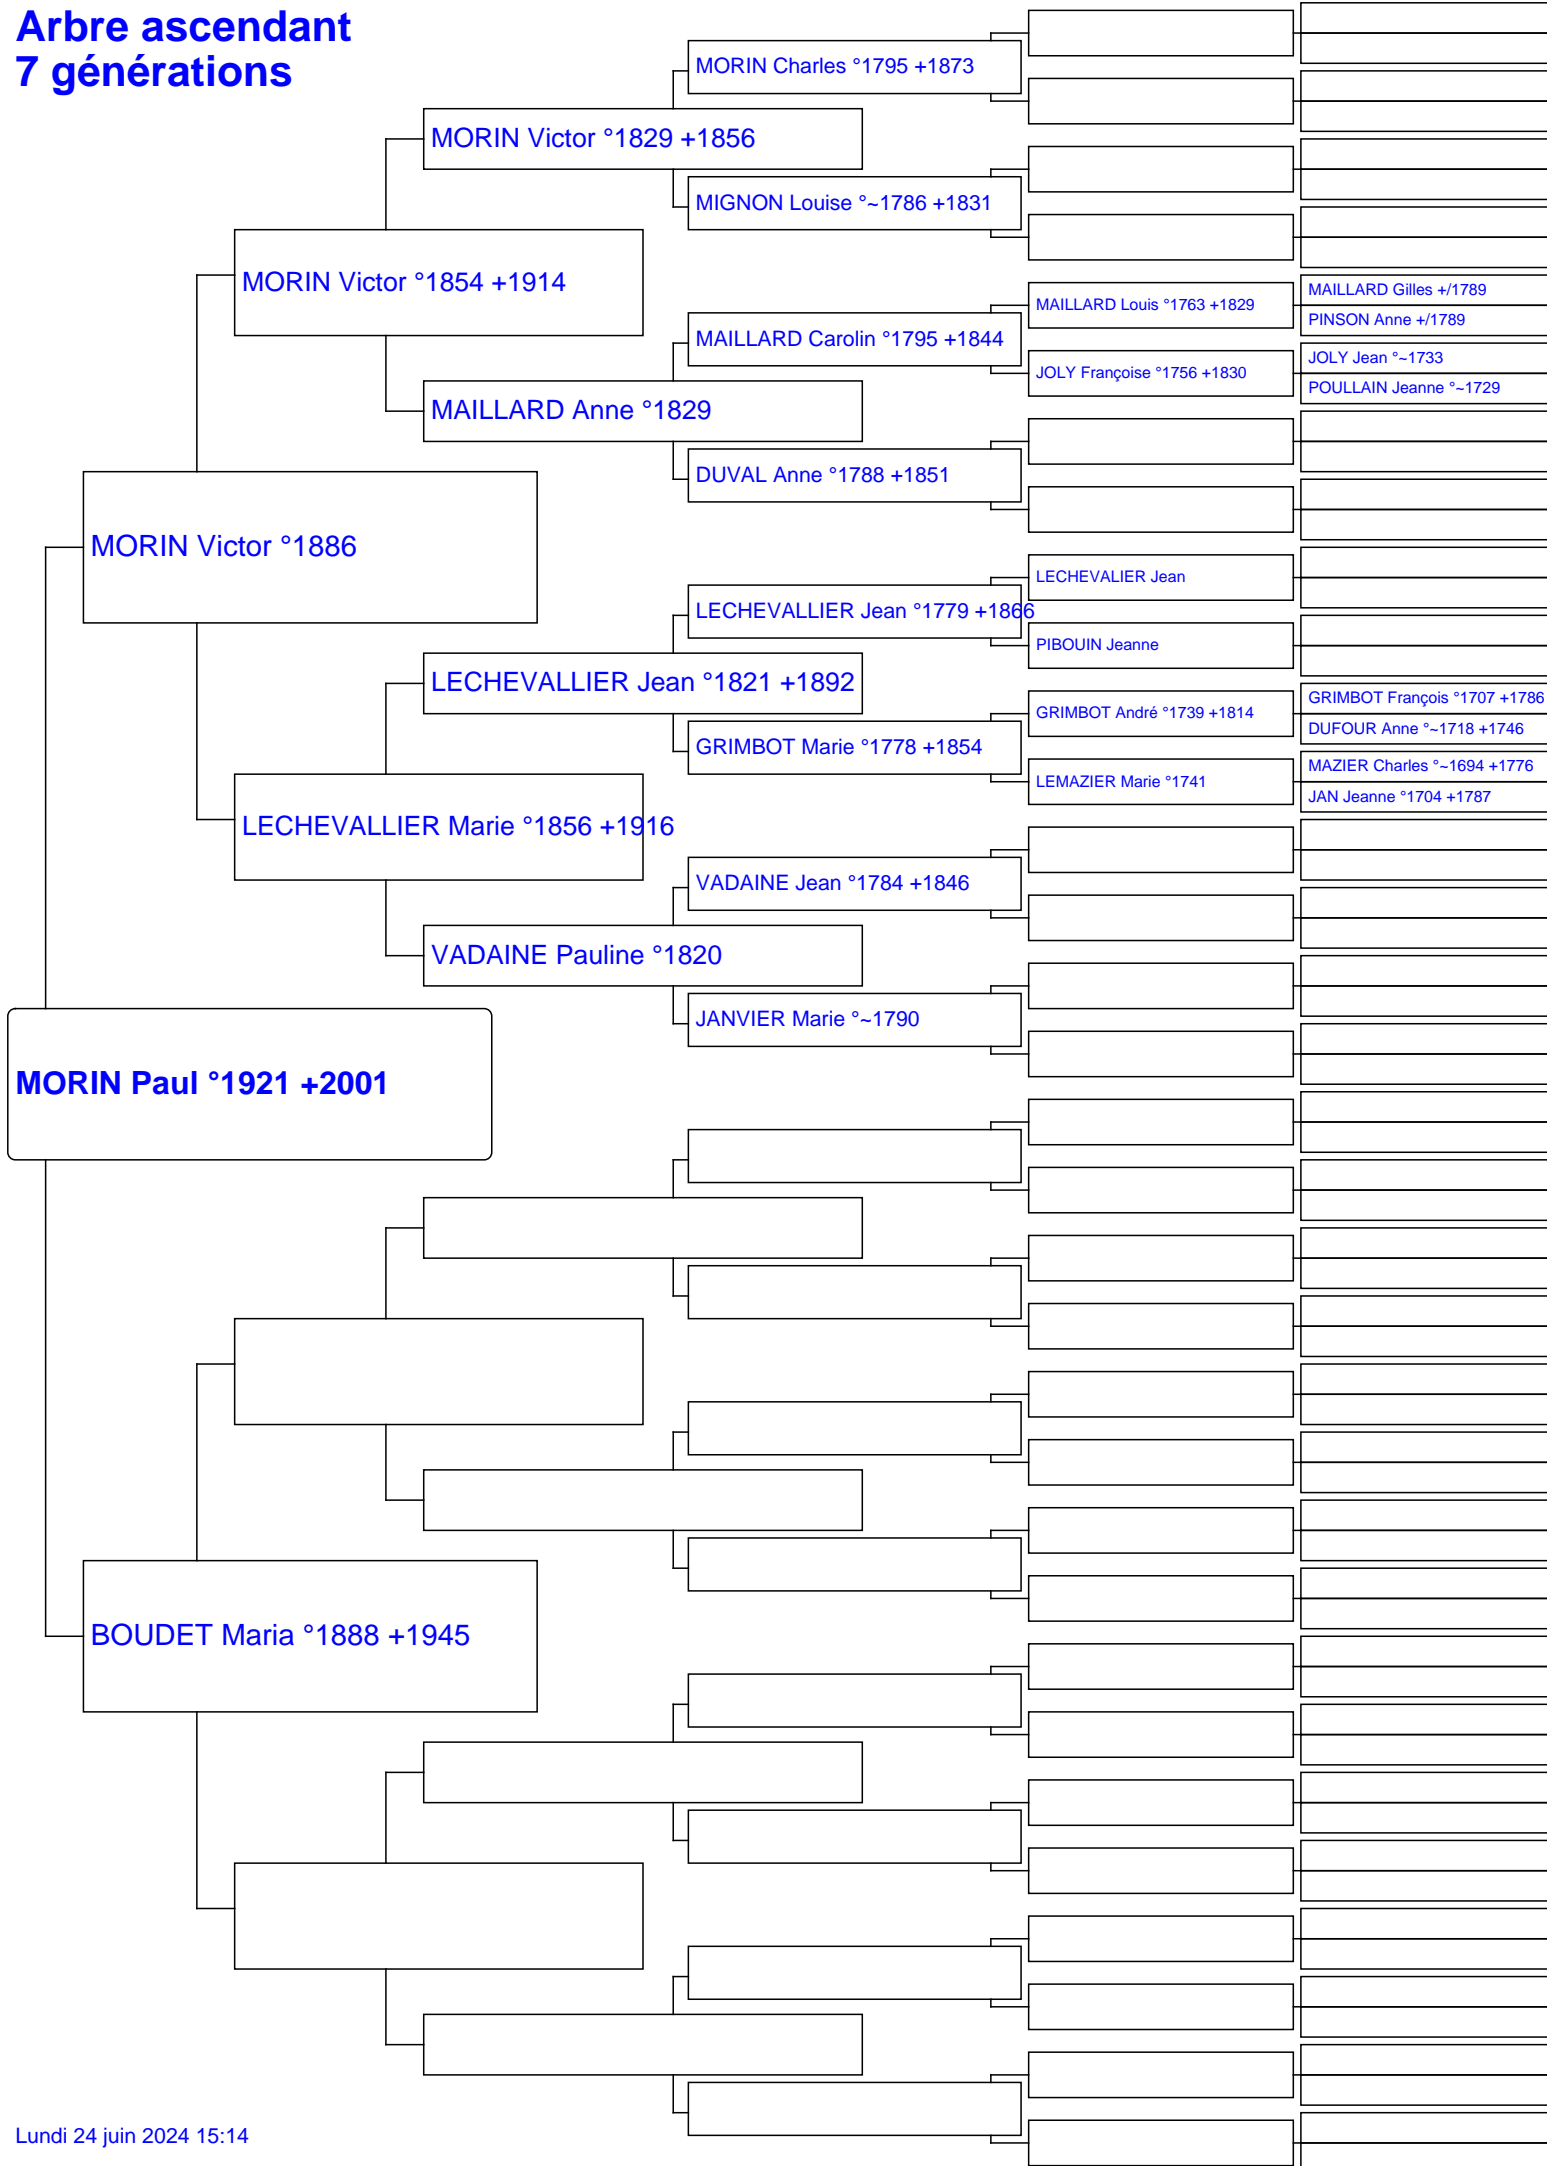 Arbre ascendant
7 générations
MORIN Charles °1795 +1873
MORIN Victor °1829 +1856
MIGNON Louise °~1786 +1831
MORIN Victor °1854 +1914
MAILLARD Gilles +/1789
MAILLARD Louis °1763 +1829
PINSON Anne +/1789
MAILLARD Carolin °1795 +1844
JOLY Jean °~1733
JOLY Françoise °1756 +1830
POULLAIN Jeanne °~1729
MAILLARD Anne °1829
DUVAL Anne °1788 +1851
MORIN Victor °1886
LECHEVALIER Jean
LECHEVALLIER Jean °1779 +1866
PIBOUIN Jeanne
LECHEVALLIER Jean °1821 +1892
GRIMBOT François °1707 +1786
GRIMBOT André °1739 +1814
DUFOUR Anne °~1718 +1746
GRIMBOT Marie °1778 +1854
MAZIER Charles °~1694 +1776
LEMAZIER Marie °1741
JAN Jeanne °1704 +1787
LECHEVALLIER Marie °1856 +1916
VADAINE Jean °1784 +1846
VADAINE Pauline °1820
JANVIER Marie °~1790
MORIN Paul °1921 +2001
BOUDET Maria °1888 +1945
Lundi 24 juin 2024 15:14